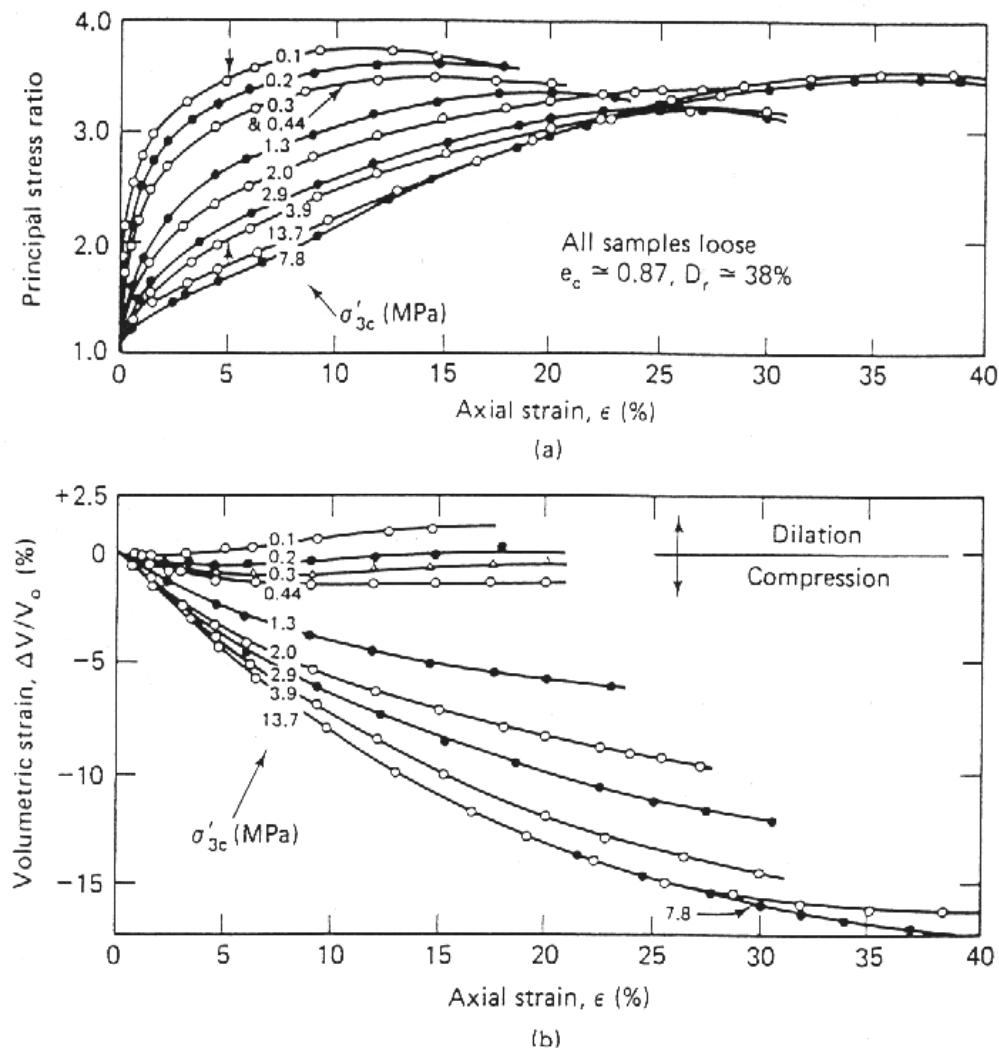 4.0
3.0
2.0
1.0
Principal stress ratio
0.1
0.2
0.3
& 0.44
1.3
2.0
2.9
3.9
13.7
7.8
σ′3c (MPa)
All samples loose
ec ≃ 0.87, Dr ≃ 38%
0 5 10 15 20 25 30 35 40
Axial strain, ϵ (%)
(a)
+2.5
0
−5
−10
−15
Volumetric strain, ΔV/Vo (%)
0.1
0.2
0.3
0.44
1.3
2.0
2.9
3.9
13.7
σ′3c (MPa)
Dilation
Compression
7.8
0 5 10 15 20 25 30 35 40
Axial strain, ϵ (%)
(b)